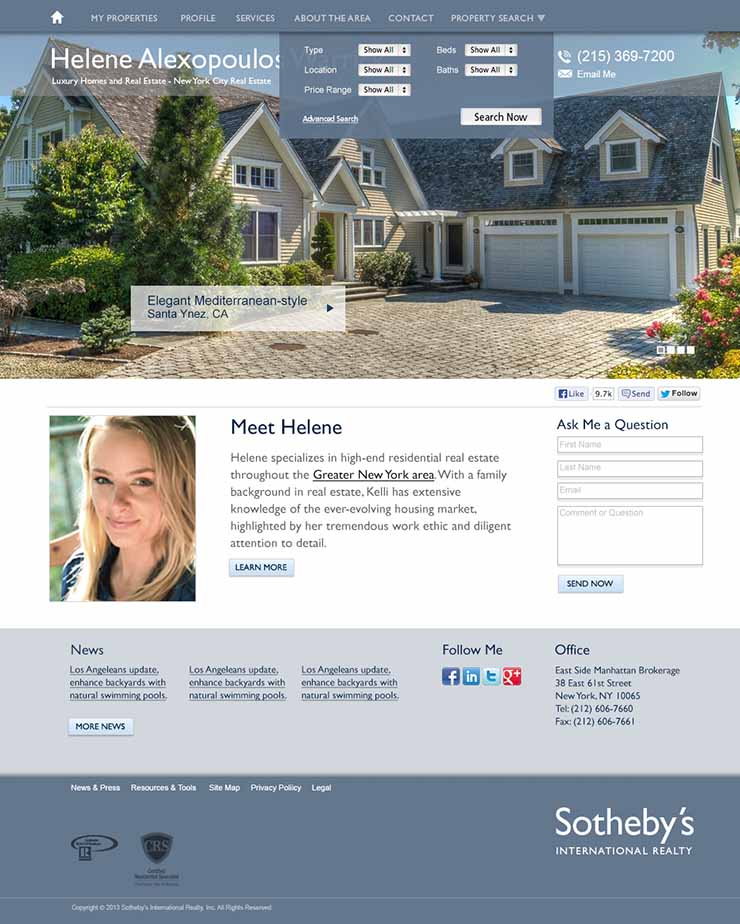 MY PROPERTIES PROFILE SERVICES ABOUT THE AREA CONTACT PROPERTY SEARCH
Helene Alexopoulos
Luxury Homes and Real Estate - New York City Real Estate
Type Show All Beds Show All
Location Show All Baths Show All
Price Range Show All
Advanced Search Search Now
(215) 369-7200
Email Me
Elegant Mediterranean-style
Santa Ynez, CA
Like 9.7k Send Follow
Meet Helene
Helene specializes in high-end residential real estate
throughout the Greater New York area. With a family
background in real estate, Kelli has extensive
knowledge of the ever-evolving housing market,
highlighted by her tremendous work ethic and diligent
attention to detail.
LEARN MORE
Ask Me a Question
First Name
Last Name
Email
Comment or Question
SEND NOW
News
Los Angeleans update,
enhance backyards with
natural swimming pools.
Los Angeleans update,
enhance backyards with
natural swimming pools.
Los Angeleans update,
enhance backyards with
natural swimming pools.
MORE NEWS
Follow Me
Office
East Side Manhattan Brokerage
38 East 61st Street
New York, NY 10065
Tel: (212) 606-7660
Fax: (212) 606-7661
News & Press Resources & Tools Site Map Privacy Policy Legal
CRS
Certified
Residential Specialist
Sotheby's
INTERNATIONAL REALTY
Copyright © 2013 Sotheby's International Realty, Inc. All Rights Reserved